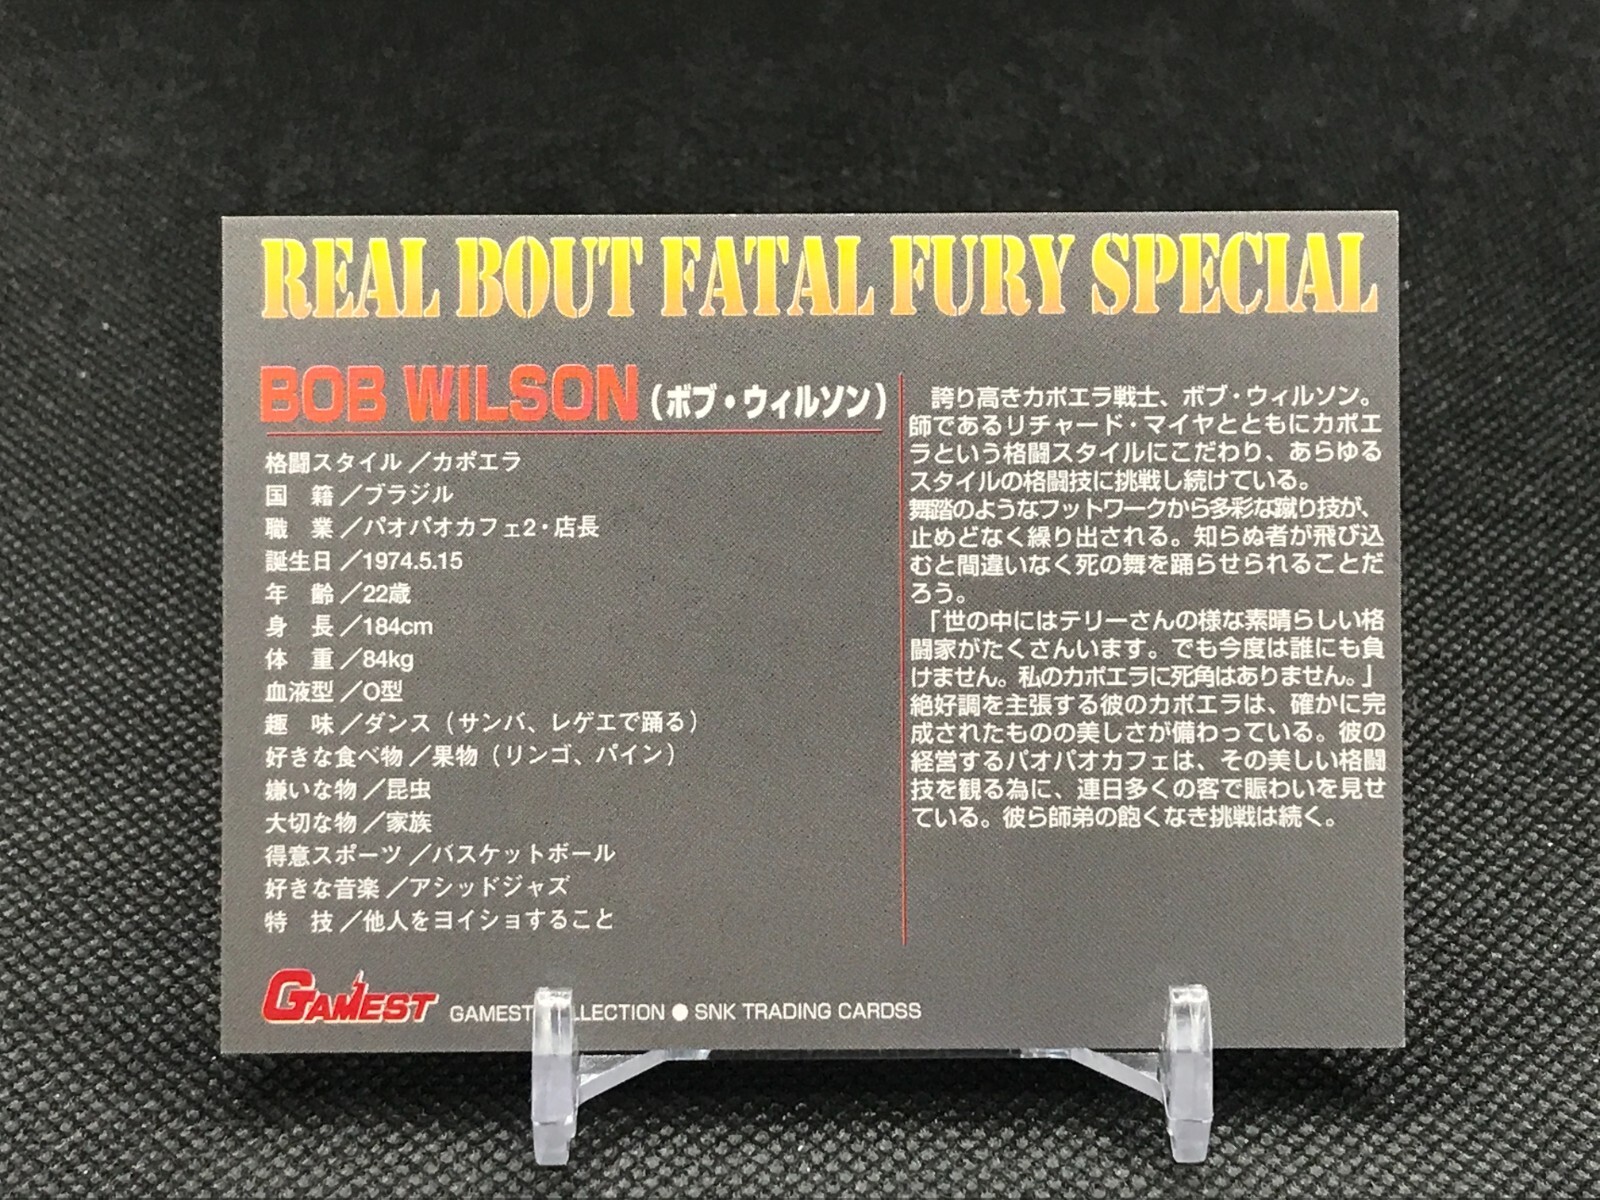 REAL BOUT FATAL FURY SPECIAL
BOB WILSON（ボブ・ウィルソン）
格闘スタイル／カポエラ
国　籍／ブラジル
職　業／パオパオカフェ2・店長
誕生日／1974.5.15
年　齢／22歳
身　長／184cm
体　重／84kg
血液型／O型
趣　味／ダンス（サンバ、レゲエで踊る）
好きな食べ物／果物（リンゴ、パイン）
嫌いな物／昆虫
大切な物／家族
得意スポーツ／バスケットボール
好きな音楽／アシッドジャズ
特　技／他人をヨイショすること
　誇り高きカポエラ戦士、ボブ・ウィルソン。
師であるリチャード・マイヤとともにカポエ
ラという格闘スタイルにこだわり、あらゆる
スタイルの格闘技に挑戦し続けている。
舞踏のようなフットワークから多彩な蹴り技が、
止めどなく繰り出される。知らぬ者が飛び込
むと間違いなく死の舞を踊らせられることだ
ろう。
「世の中にはテリーさんの様な素晴らしい格
闘家がたくさんいます。でも今度は誰にも負
けません。私のカポエラに死角はありません。」
絶好調を主張する彼のカポエラは、確かに完
成されたものの美しさが備わっている。彼の
経営するパオパオカフェは、その美しい格闘
技を観る為に、連日多くの客で賑わいを見せ
ている。彼ら師弟の飽くなき挑戦は続く。
GAMEST GAMEST LLECTION ● SNK TRADING CARDSS